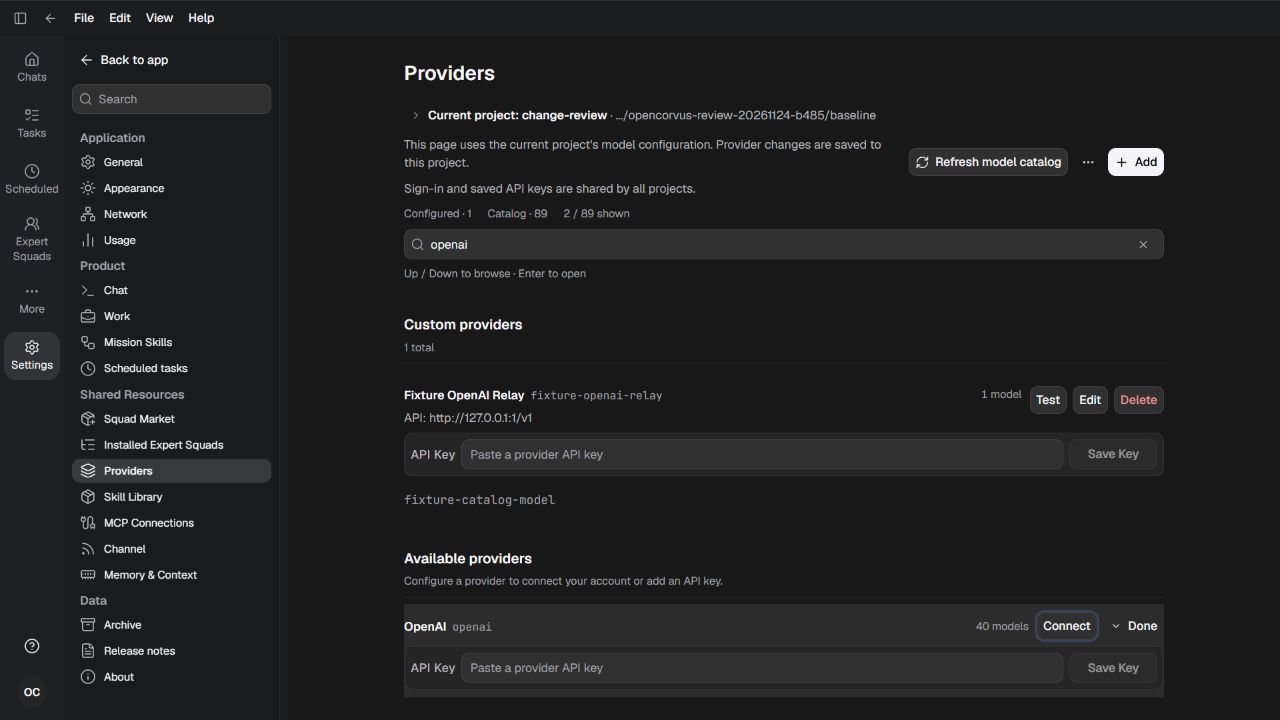 File Edit View Help
Chats
Tasks
Scheduled
Expert
Squads
More
Settings
OC
Back to app
Search
Application
General
Appearance
Network
Usage
Product
Chat
Work
Mission Skills
Scheduled tasks
Shared Resources
Squad Market
Installed Expert Squads
Providers
Skill Library
MCP Connections
Channel
Memory & Context
Data
Archive
Release notes
About
Providers
Current project: change-review · .../opencorvus-review-20261124-b485/baseline
This page uses the current project's model configuration. Provider changes are saved to
this project.
Sign-in and saved API keys are shared by all projects.
Refresh model catalog
Add
Configured · 1 Catalog · 89 2 / 89 shown
openai
Up / Down to browse · Enter to open
Custom providers
1 total
Fixture OpenAI Relay fixture-openai-relay 1 model Test Edit Delete
API: http://127.0.0.1:1/v1
API Key Paste a provider API key Save Key
fixture-catalog-model
Available providers
Configure a provider to connect your account or add an API key.
OpenAI openai 40 models Connect Done
API Key Paste a provider API key Save Key